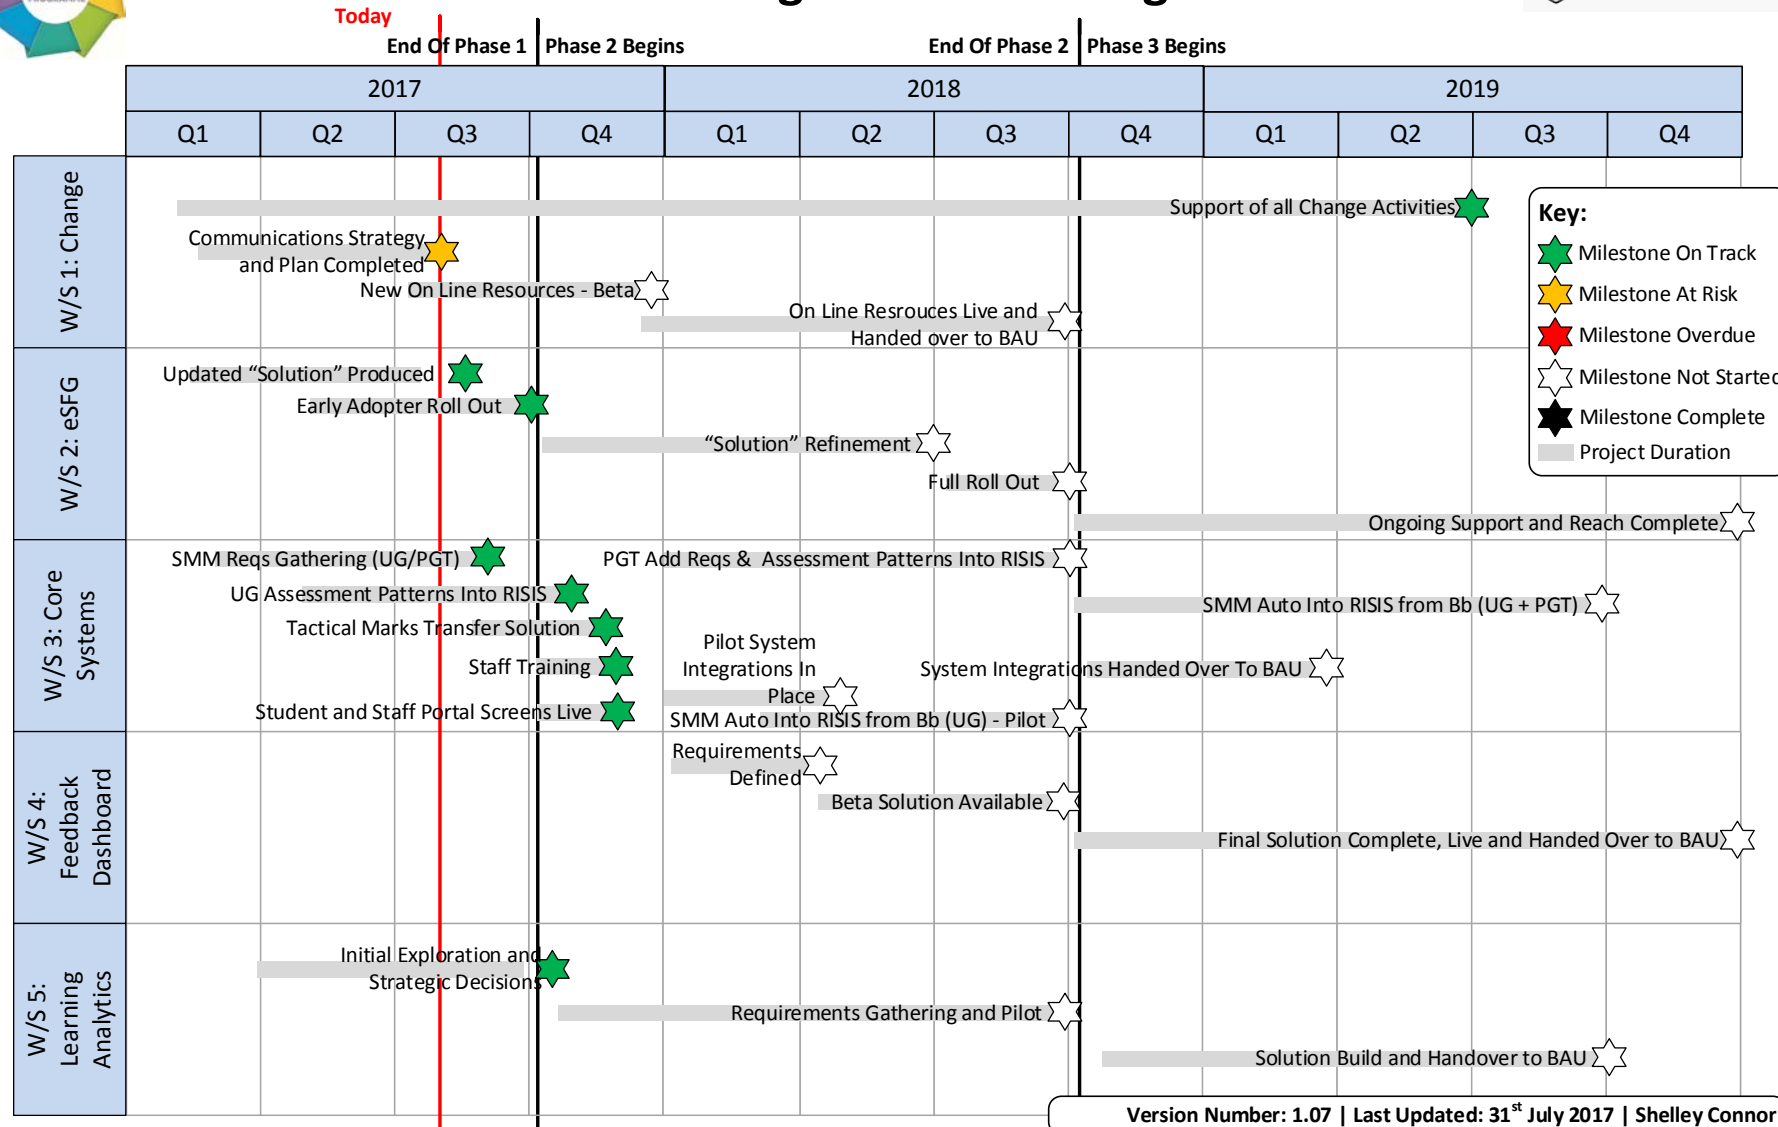 Today
End Of Phase 1
Phase 2 Begins
End Of Phase 2
Phase 3 Begins
2017
2018
2019
Q1
Q2
Q3
Q4
Q1
Q2
Q3
Q4
Q1
Q2
Q3
Q4
W/S 1: Change
Support of all Change Activities
Communications Strategy
and Plan Completed
New On Line Resources - Beta
On Line Resrouces Live and
Handed over to BAU
Key:
Milestone On Track
Milestone At Risk
Milestone Overdue
Milestone Not Started
Milestone Complete
Project Duration
W/S 2: eSFG
Updated “Solution” Produced
Early Adopter Roll Out
“Solution” Refinement
Full Roll Out
Ongoing Support and Reach Complete
W/S 3: Core
Systems
SMM Reqs Gathering (UG/PGT)
PGT Add Reqs & Assessment Patterns Into RISIS
UG Assessment Patterns Into RISIS
SMM Auto Into RISIS from Bb (UG + PGT)
Tactical Marks Transfer Solution
Pilot System
Integrations In
Place
Staff Training
System Integrations Handed Over To BAU
Student and Staff Portal Screens Live
SMM Auto Into RISIS from Bb (UG) - Pilot
W/S 4:
Feedback
Dashboard
Requirements
Defined
Beta Solution Available
Final Solution Complete, Live and Handed Over to BAU
W/S 5:
Learning
Analytics
Initial Exploration and
Strategic Decisions
Requirements Gathering and Pilot
Solution Build and Handover to BAU
Version Number: 1.07 | Last Updated: 31st July 2017 | Shelley Connor